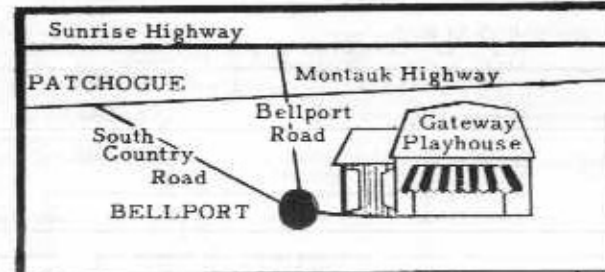 Sunrise Highway
PATCHOGUE
Montauk Highway
Bellport
Road
South
Country
Road
Gateway
Playhouse
BELLPORT